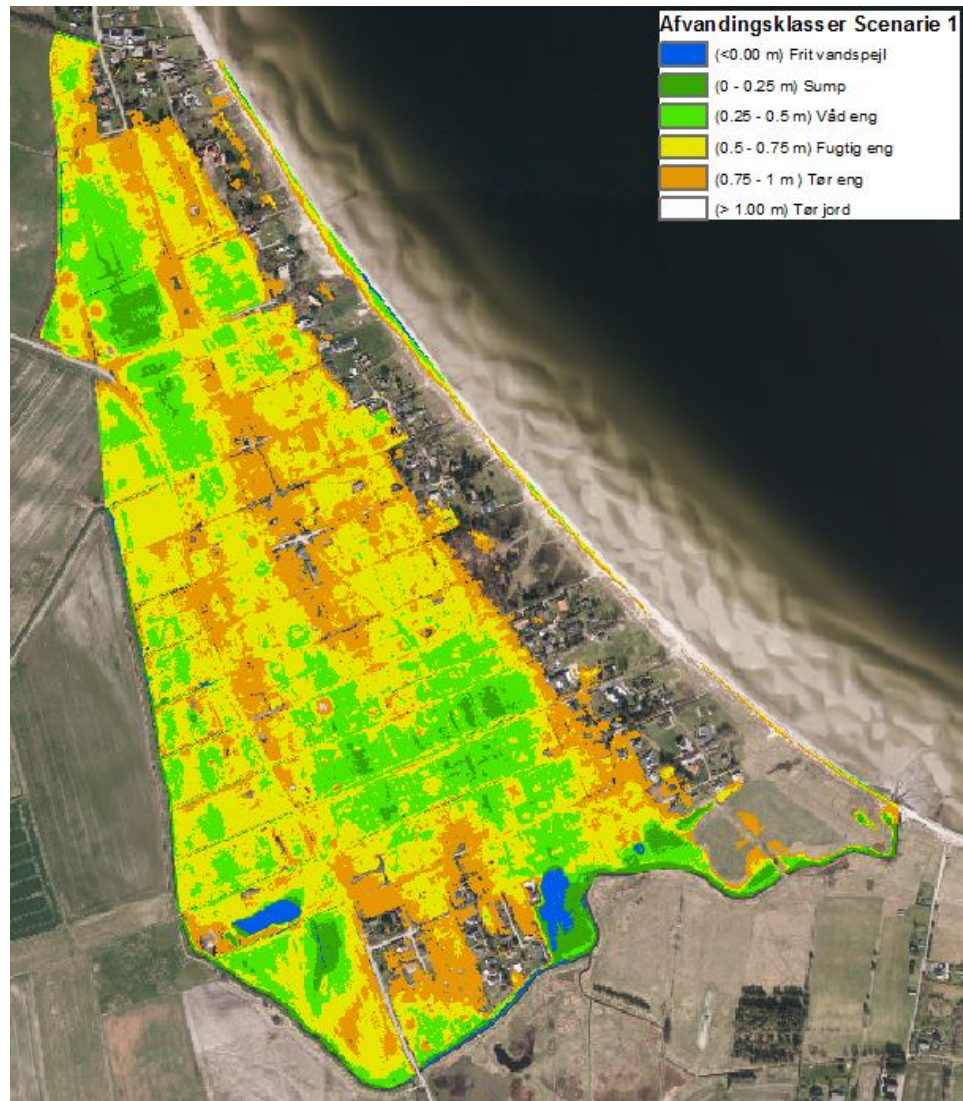 Afvandingsklasser Scenarie 1
(<0.00 m) Frit vandspejl
(0 - 0.25 m) Sump
(0.25 - 0.5 m) Våd eng
(0.5 - 0.75 m) Fugtig eng
(0.75 - 1 m ) Tør eng
(> 1.00 m) Tør jord